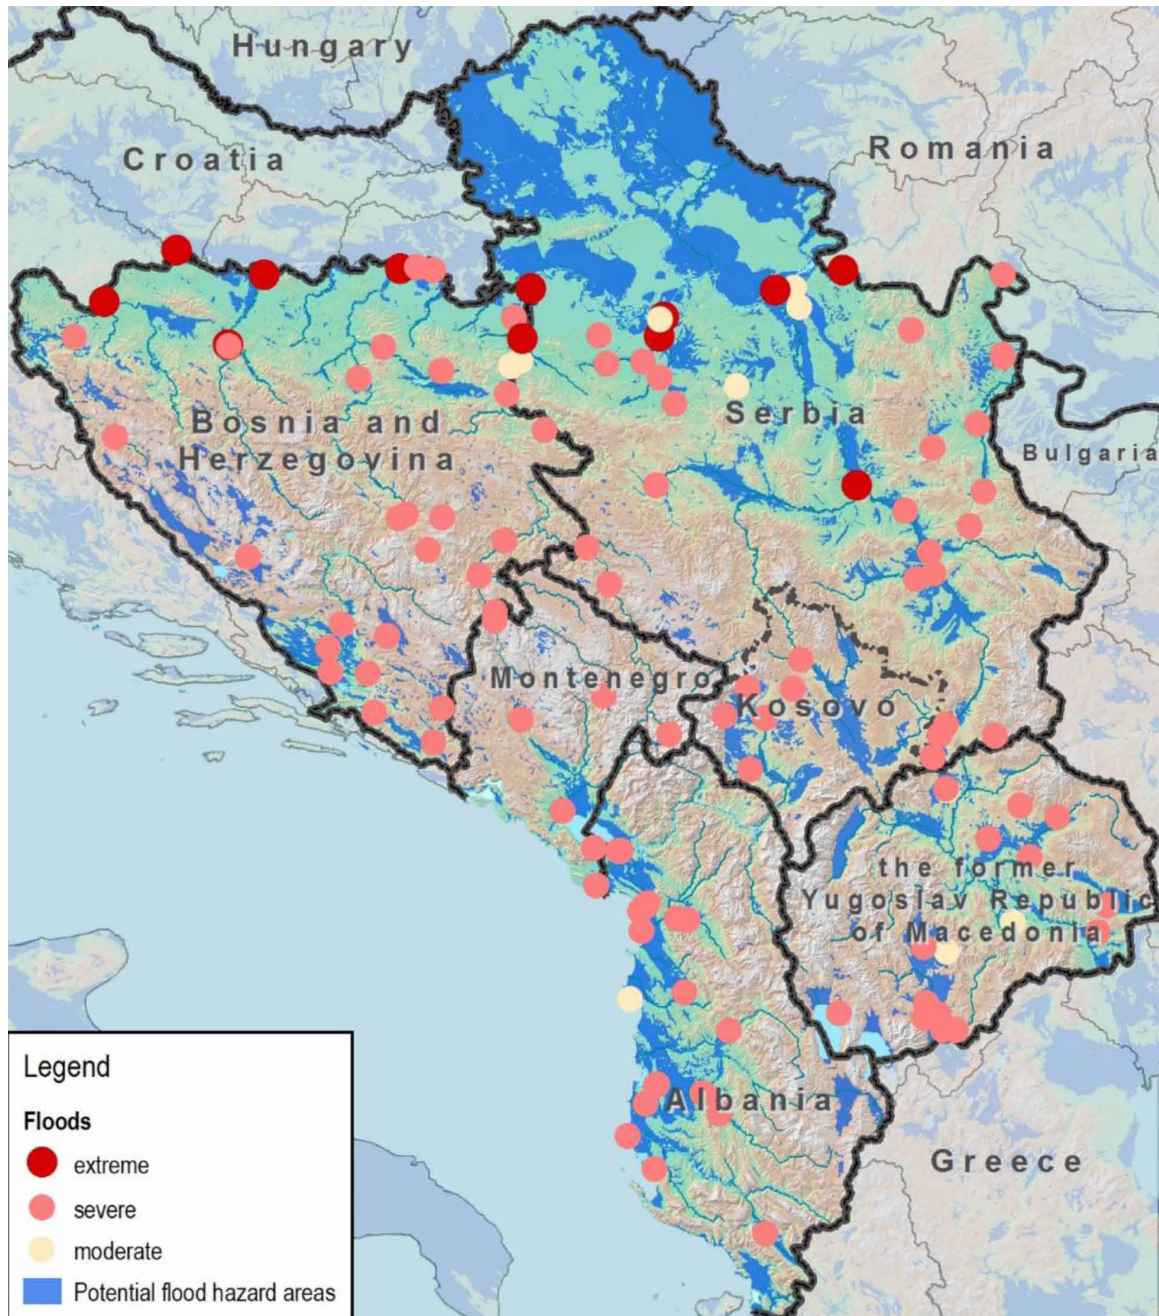 Hungary
Croatia
Romania
Serbia
Bosnia and
Herzegovina
Bulgaria
Montenegro
Kosovo
the former
Yugoslav Republic
of Macedonia
Albania
Greece
Legend
Floods
extreme
severe
moderate
Potential flood hazard areas